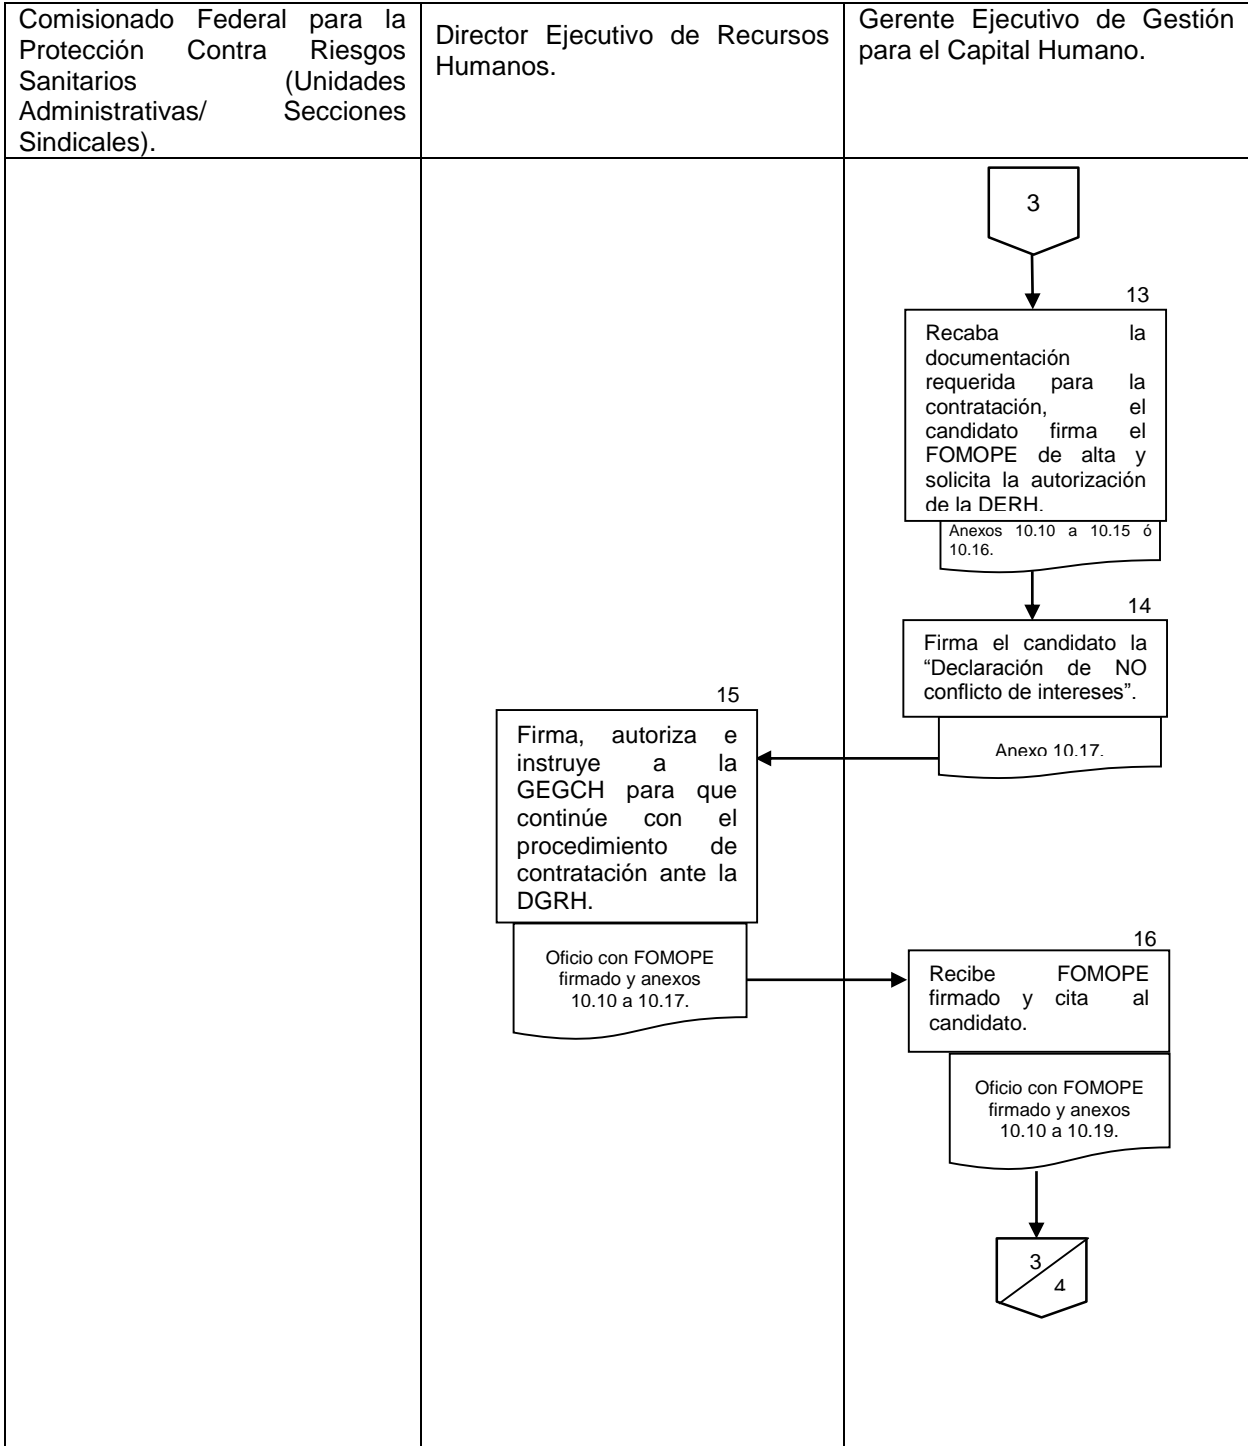 Comisionado Federal para la
Protección Contra Riesgos
Sanitarios (Unidades
Administrativas/ Secciones
Sindicales).
Director Ejecutivo de Recursos
Humanos.
Gerente Ejecutivo de Gestión
para el Capital Humano.
3
13
Recaba la
documentación
requerida para la
contratación, el
candidato firma el
FOMOPE de alta y
solicita la autorización
de la DERH.
Anexos 10.10 a 10.15 ó
10.16.
14
Firma el candidato la
“Declaración de NO
conflicto de intereses”.
Anexo 10.17.
15
Firma, autoriza e
instruye a la
GEGCH para que
continúe con el
procedimiento de
contratación ante la
DGRH.
Oficio con FOMOPE
firmado y anexos
10.10 a 10.17.
16
Recibe FOMOPE
firmado y cita al
candidato.
Oficio con FOMOPE
firmado y anexos
10.10 a 10.19.
3
4